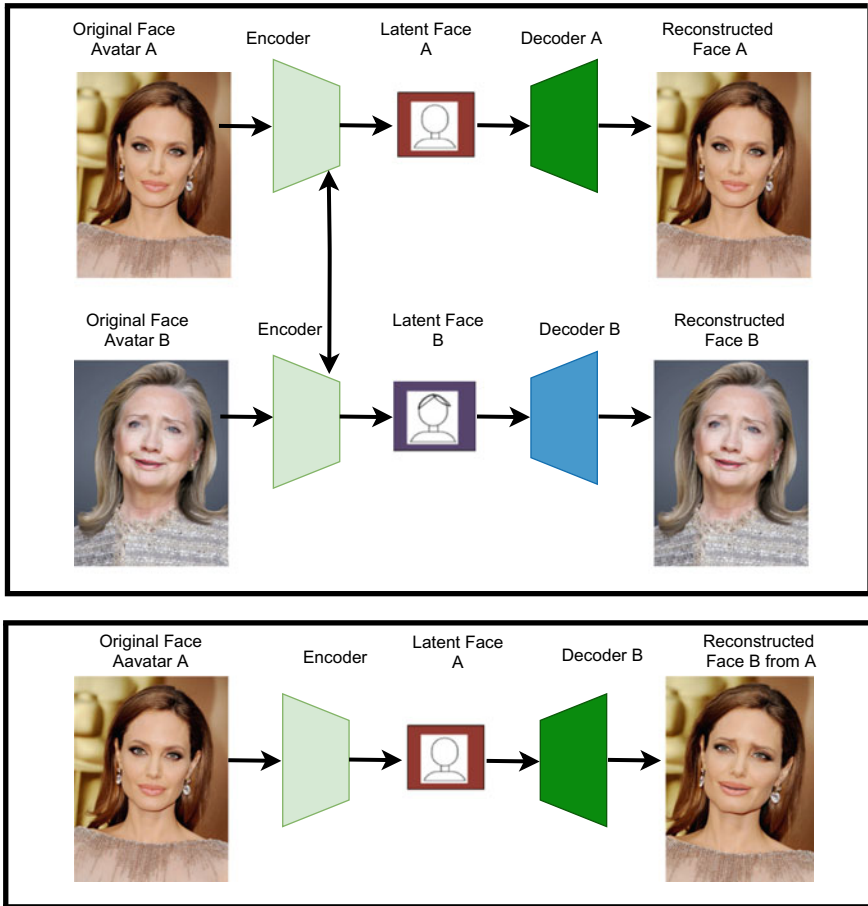 Original Face
Avatar A
Encoder
Latent Face
A
Decoder A
Reconstructed
Face A
Original Face
Avatar B
Encoder
Latent Face
B
Decoder B
Reconstructed
Face B
Original Face
Aavatar A
Encoder
Latent Face
A
Decoder B
Reconstructed
Face B from A